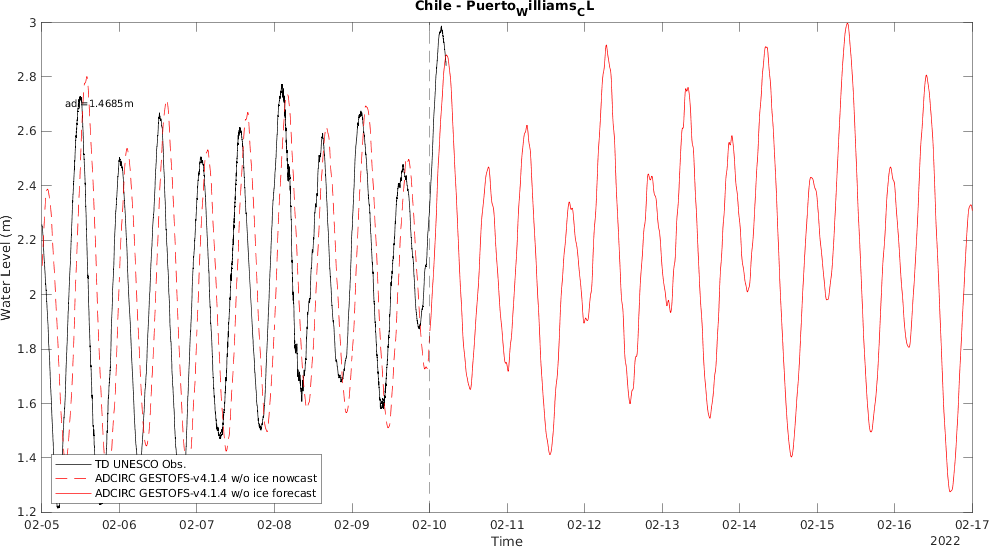 Chile - PuertoWilliamsCL
3
2.8
2.6
2.4
2.2
2
1.8
1.6
1.4
1.2
Water Level (m)
adj=1.4685m
TD UNESCO Obs.
ADCIRC GESTOFS-v4.1.4 w/o ice nowcast
ADCIRC GESTOFS-v4.1.4 w/o ice forecast
02-05 02-06 02-07 02-08 02-09 02-10 02-11 02-12 02-13 02-14 02-15 02-16 02-17
Time
2022